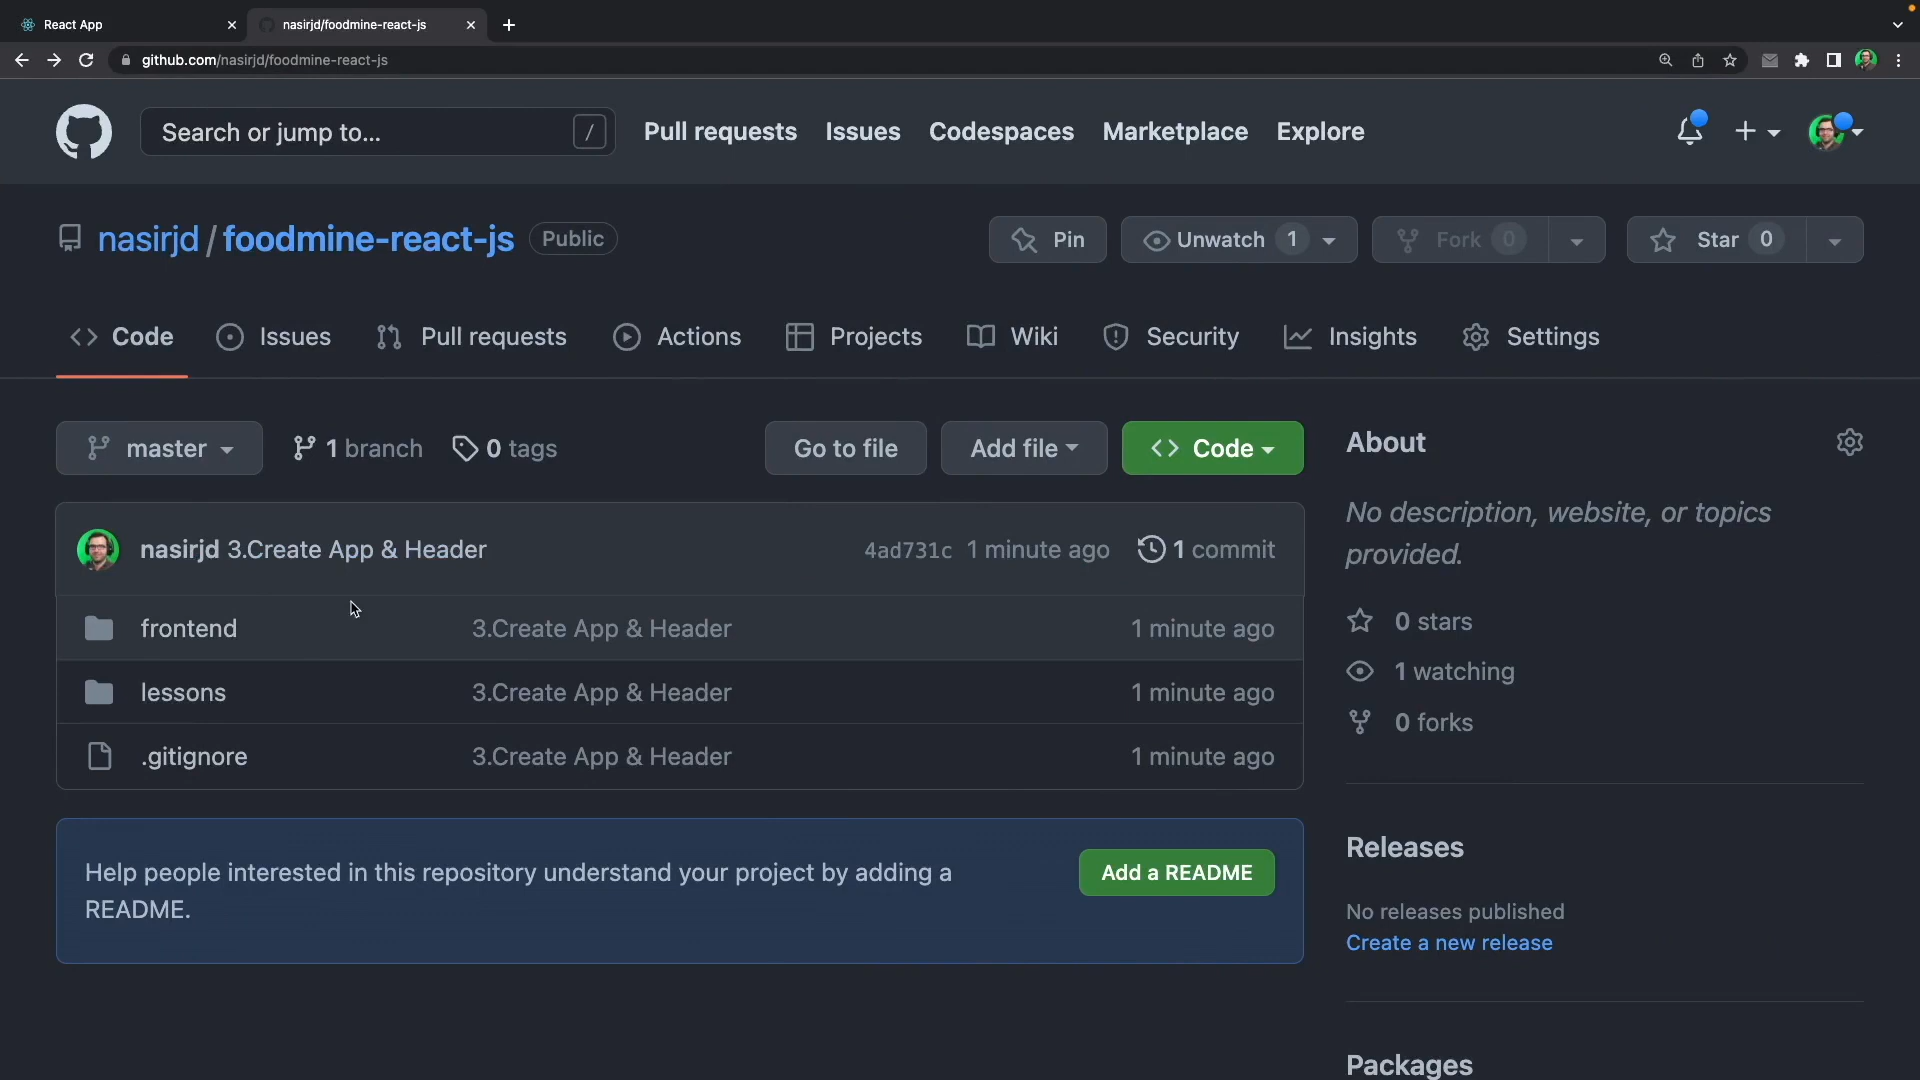 React App
nasirjd/foodmine-react-js
github.com/nasirjd/foodmine-react-js
Search or jump to... /
Pull requests Issues Codespaces Marketplace Explore
nasirjd / foodmine-react-js Public
Pin Unwatch 1 Fork 0 Star 0
Code Issues Pull requests Actions Projects Wiki Security Insights Settings
master 1 branch 0 tags Go to file Add file Code
nasirjd 3.Create App & Header 4ad731c 1 minute ago 1 commit
frontend 3.Create App & Header 1 minute ago
lessons 3.Create App & Header 1 minute ago
.gitignore 3.Create App & Header 1 minute ago
Help people interested in this repository understand your project by adding a
README.
Add a README
About
No description, website, or topics
provided.
0 stars
1 watching
0 forks
Releases
No releases published
Create a new release
Packages